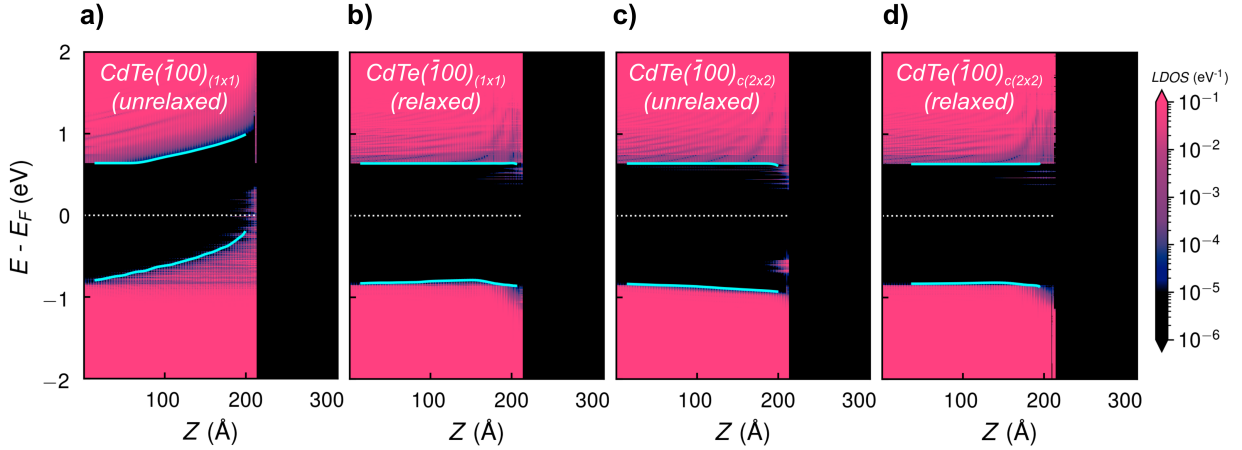 a)
b)
c)
d)
CdTe(1̄00)(1x1)
(unrelaxed)
CdTe(1̄00)(1x1)
(relaxed)
CdTe(1̄00)c(2x2)
(unrelaxed)
CdTe(1̄00)c(2x2)
(relaxed)
E - E_F (eV)
2
1
0
−1
−2
100
200
300
100
200
300
100
200
300
100
200
300
Z (Å)
Z (Å)
Z (Å)
Z (Å)
LDOS (eV⁻¹)
10⁻¹
10⁻²
10⁻³
10⁻⁴
10⁻⁵
10⁻⁶